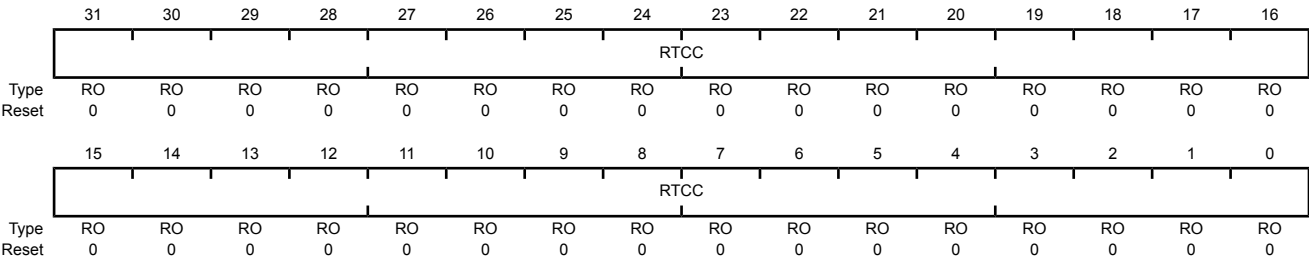 31 30 29 28 27 26 25 24 23 22 21 20 19 18 17 16
RTCC
Type RO RO RO RO RO RO RO RO RO RO RO RO RO RO RO RO
Reset 0 0 0 0 0 0 0 0 0 0 0 0 0 0 0 0
15 14 13 12 11 10 9 8 7 6 5 4 3 2 1 0
RTCC
Type RO RO RO RO RO RO RO RO RO RO RO RO RO RO RO RO
Reset 0 0 0 0 0 0 0 0 0 0 0 0 0 0 0 0